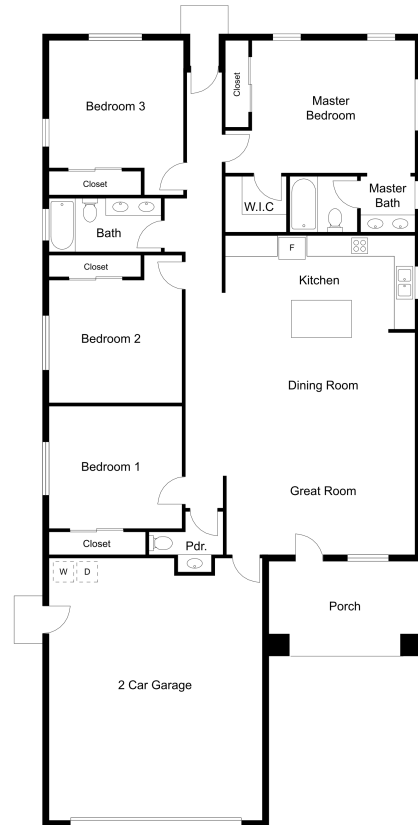 Closet
Bedroom 3
Master
Bedroom
Closet
W.I.C
Master
Bath
Bath
F
Closet
Kitchen
Bedroom 2
Dining Room
Bedroom 1
Great Room
Closet
Pdr.
W D
Porch
2 Car Garage